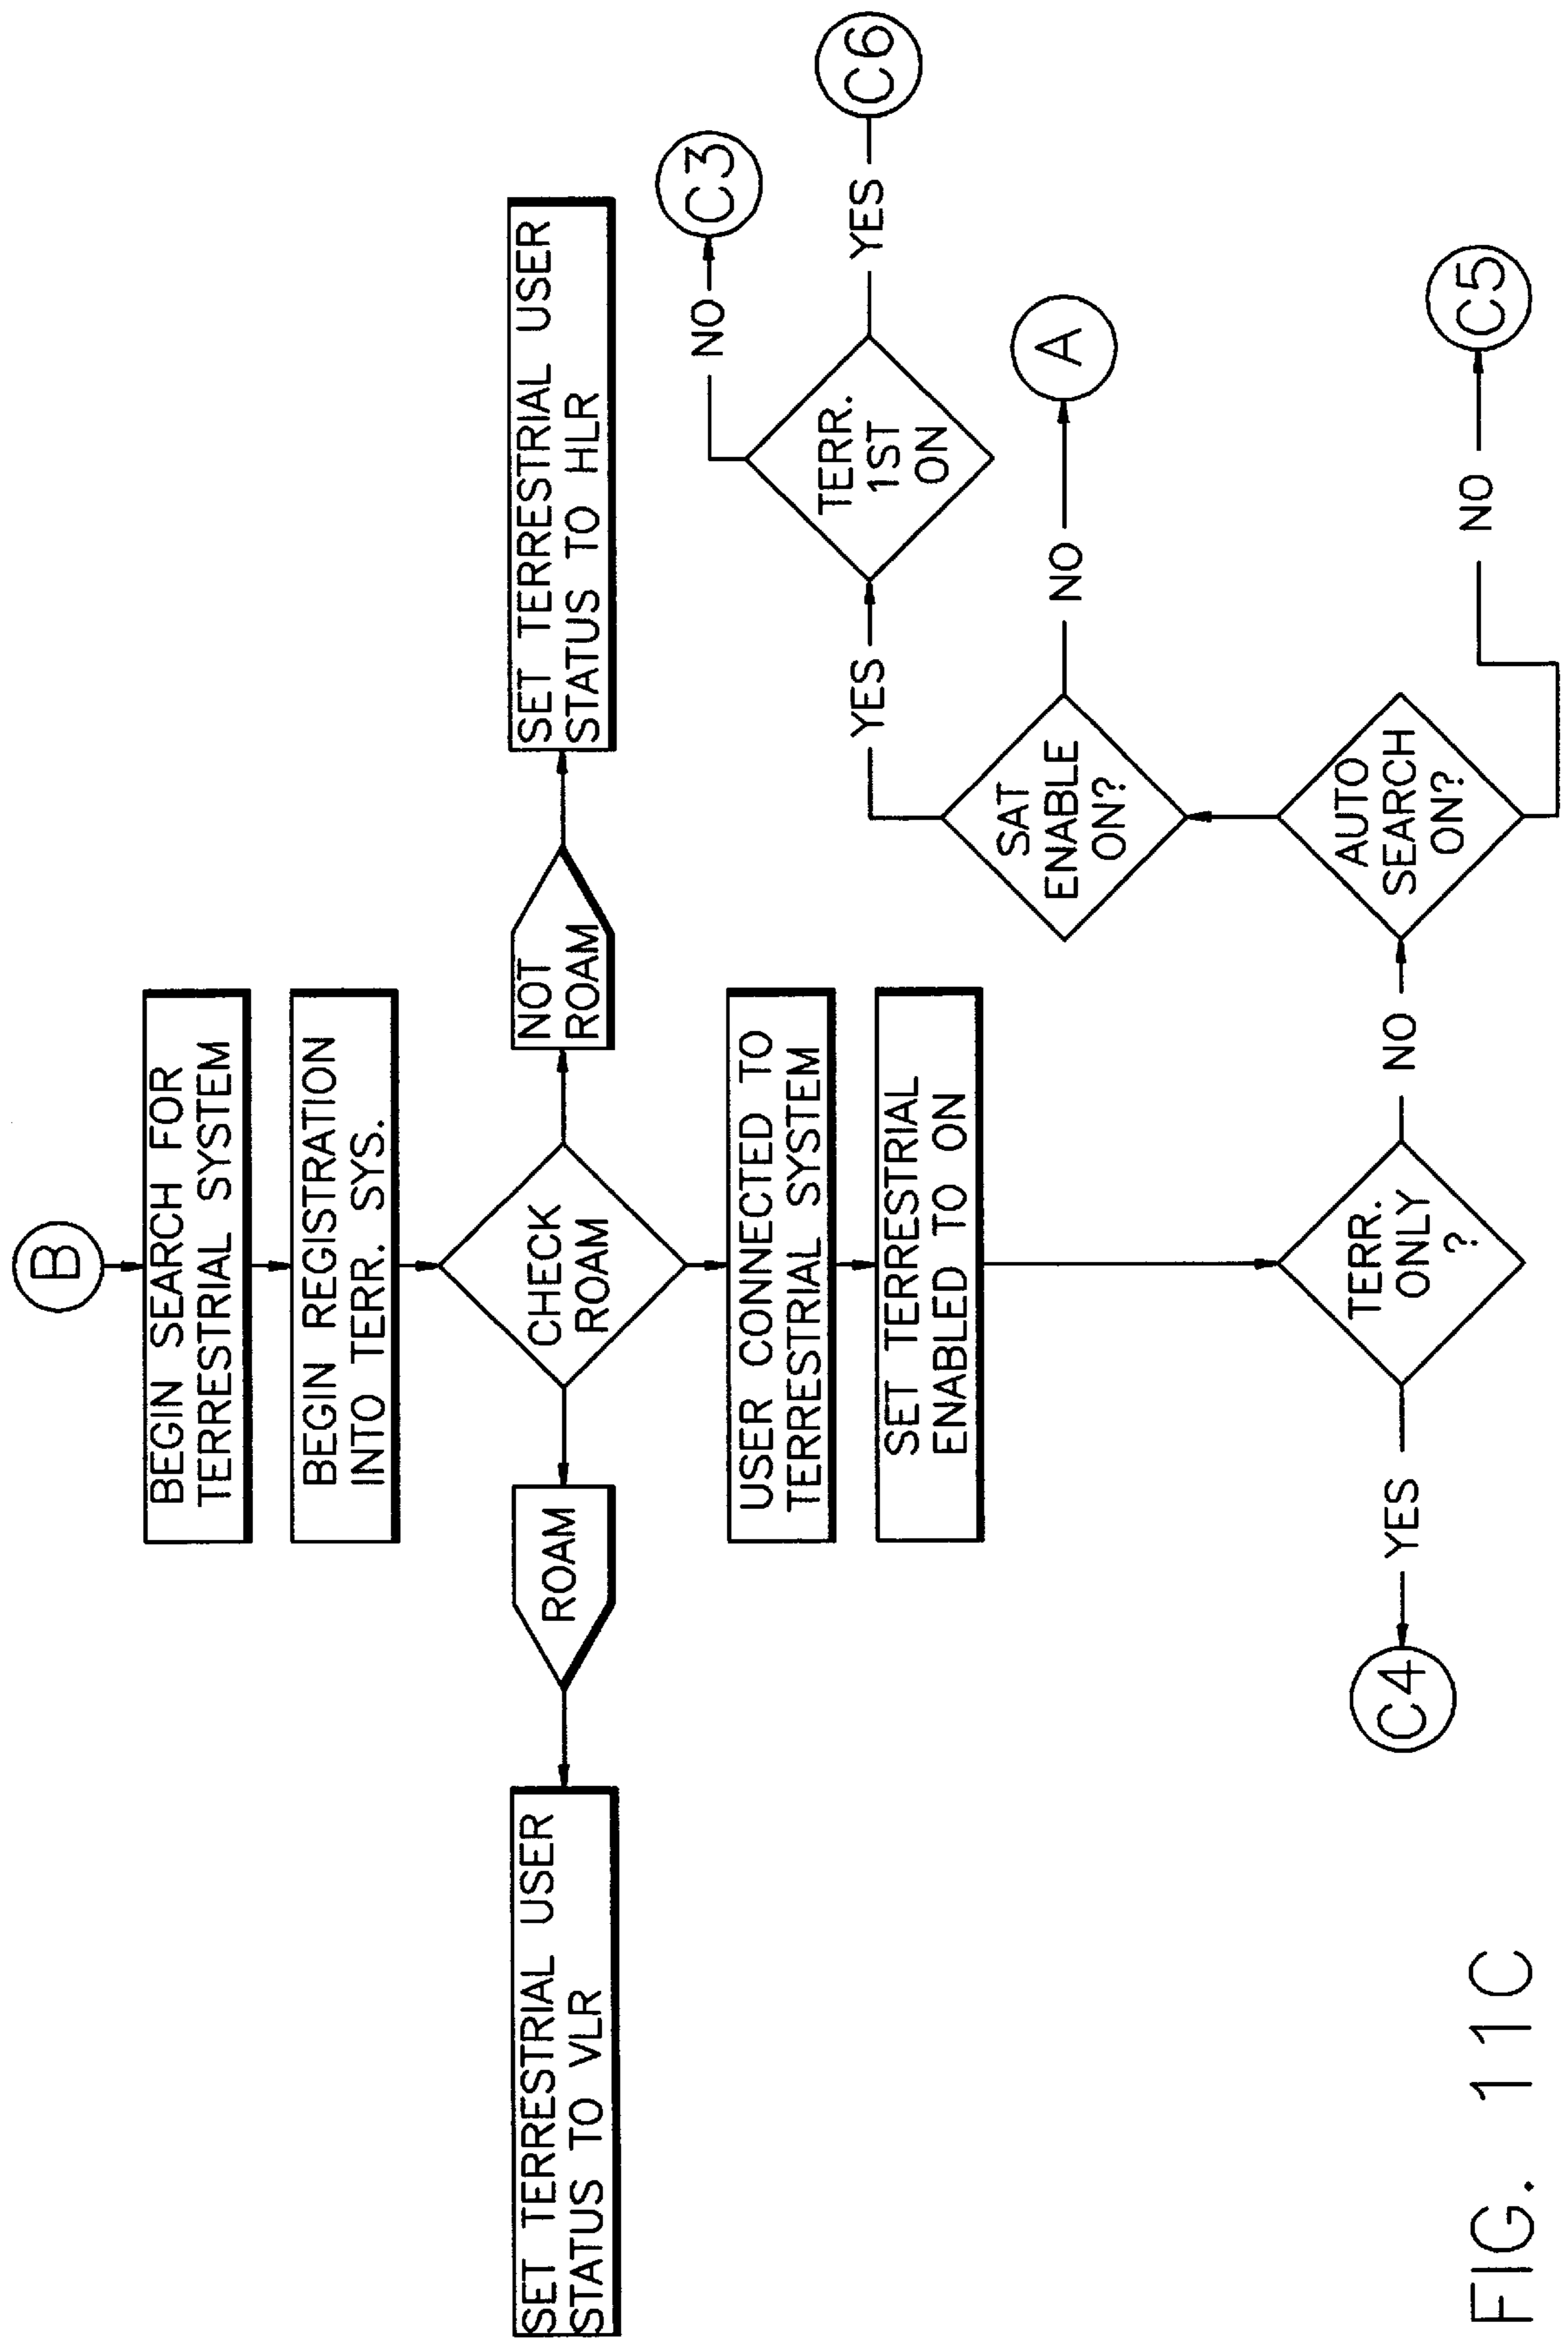 B
BEGIN SEARCH FOR
TERRESTRIAL SYSTEM
BEGIN REGISTRATION
INTO TERR. SYS.
CHECK
ROAM
ROAM
SET TERRESTRIAL USER
STATUS TO VLR
NOT
ROAM
SET TERRESTRIAL USER
STATUS TO HLR
USER CONNECTED TO
TERRESTRIAL SYSTEM
SET TERRESTRIAL
ENABLED TO ON
TERR.
ONLY
?
YES
C4
NO
AUTO
SEARCH
ON?
NO
C5
SAT
ENABLE
ON?
NO
A
YES
TERR.
1ST
ON
NO
C3
YES
C6
FIG. 11C